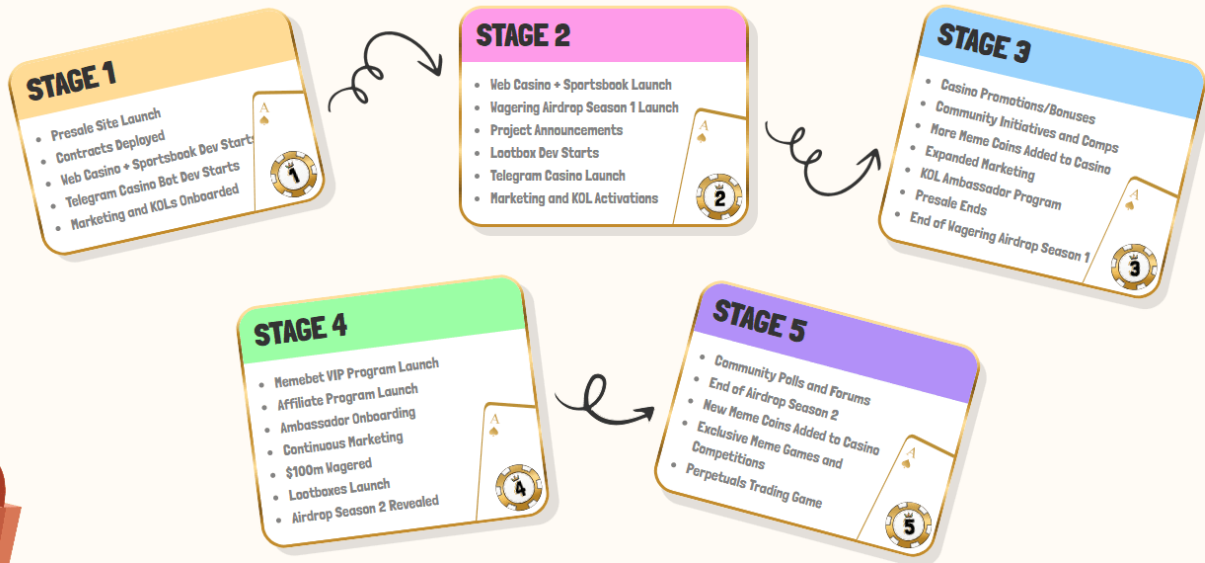 STAGE 1
Presale Site Launch
Contracts Deployed
Web Casino + Sportsbook Dev Starts
Telegram Casino Bot Dev Starts
Marketing and KOLs Onboarded
A
1
STAGE 2
Web Casino + Sportsbook Launch
Wagering Airdrop Season 1 Launch
Project Announcements
Lootbox Dev Starts
Telegram Casino Launch
Marketing and KOL Activations
A
2
STAGE 3
Casino Promotions/Bonuses
Community Initiatives and Comps
More Meme Coins Added to Casino
Expanded Marketing
KOL Ambassador Program
Presale Ends
End of Wagering Airdrop Season 1
A
3
STAGE 4
Memebet VIP Program Launch
Affiliate Program Launch
Ambassador Onboarding
Continuous Marketing
$100m Wagered
Lootboxes Launch
Airdrop Season 2 Revealed
A
4
STAGE 5
Community Polls and Forums
End of Airdrop Season 2
New Meme Coins Added to Casino
Exclusive Meme Games and
Competitions
Perpetuals Trading Game
A
5